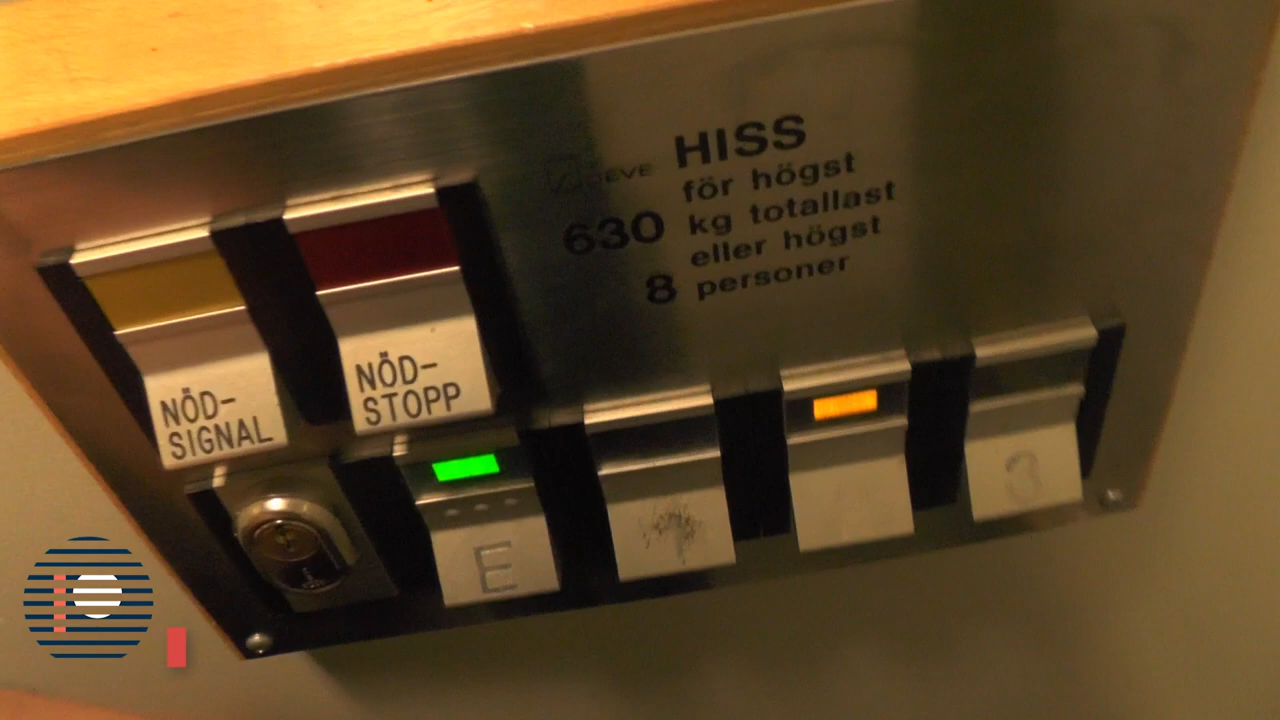 HISS
för högst
630 kg totallast
eller högst
8 personer
NÖD-
SIGNAL
NÖD-
STOPP
E
3